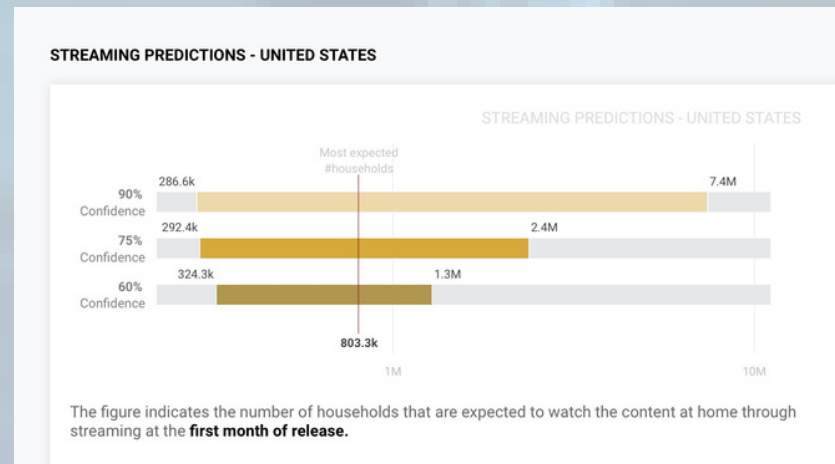 STREAMING PREDICTIONS - UNITED STATES
STREAMING PREDICTIONS - UNITED STATES
Most expected
#households
286.6k
7.4M
90%
Confidence
292.4k
2.4M
75%
Confidence
324.3k
1.3M
60%
Confidence
803.3k
1M
10M
The figure indicates the number of households that are expected to watch the content at home through
streaming at the first month of release.